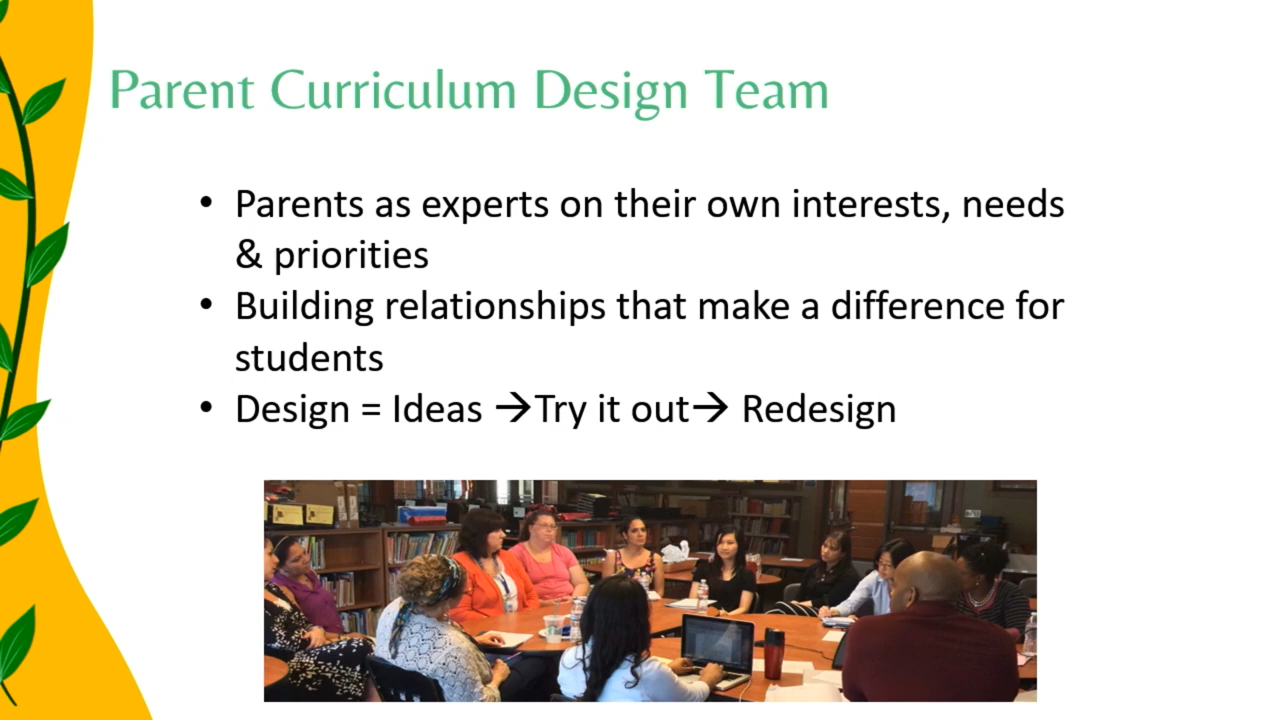 Parent Curriculum Design Team
• Parents as experts on their own interests, needs
& priorities
• Building relationships that make a difference for
students
• Design = Ideas →Try it out→ Redesign